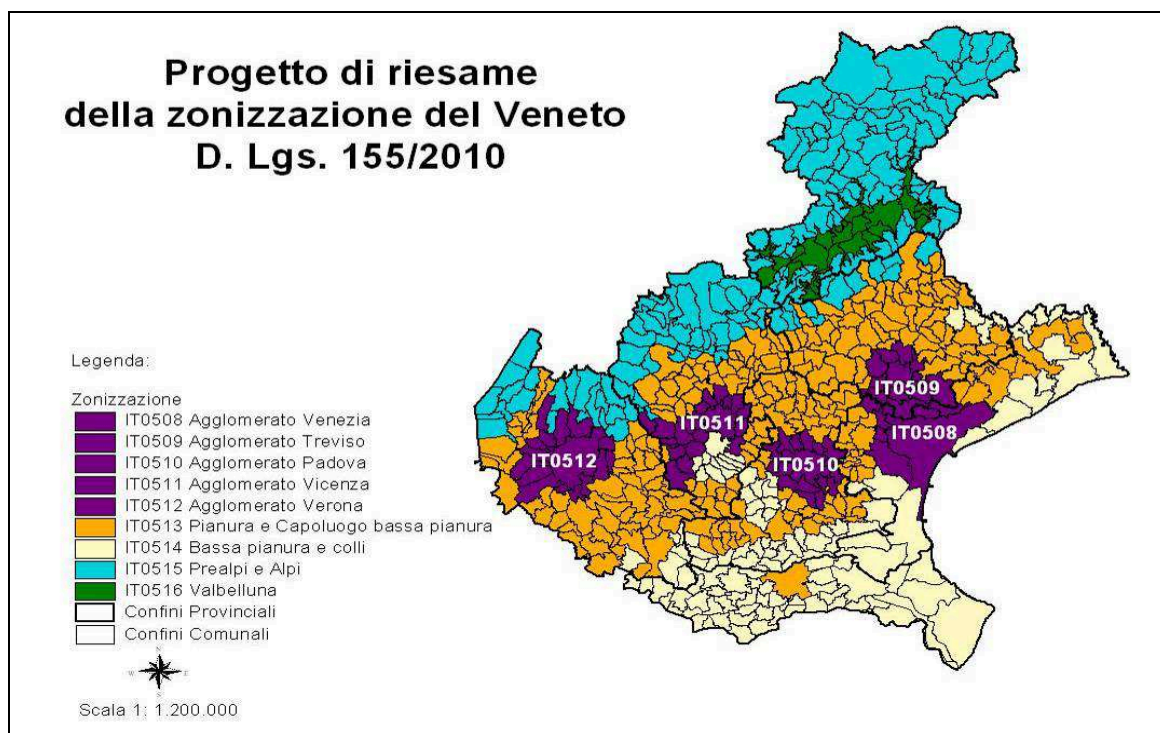 Progetto di riesame
della zonizzazione del Veneto
D. Lgs. 155/2010
Legenda:
Zonizzazione
IT0508 Agglomerato Venezia
IT0509 Agglomerato Treviso
IT0510 Agglomerato Padova
IT0511 Agglomerato Vicenza
IT0512 Agglomerato Verona
IT0513 Pianura e Capoluogo bassa pianura
IT0514 Bassa pianura e colli
IT0515 Prealpi e Alpi
IT0516 Valbelluna
Confini Provinciali
Confini Comunali
N
W E
S
Scala 1: 1.200.000
IT0509
IT0511
IT0508
IT0512
IT0510